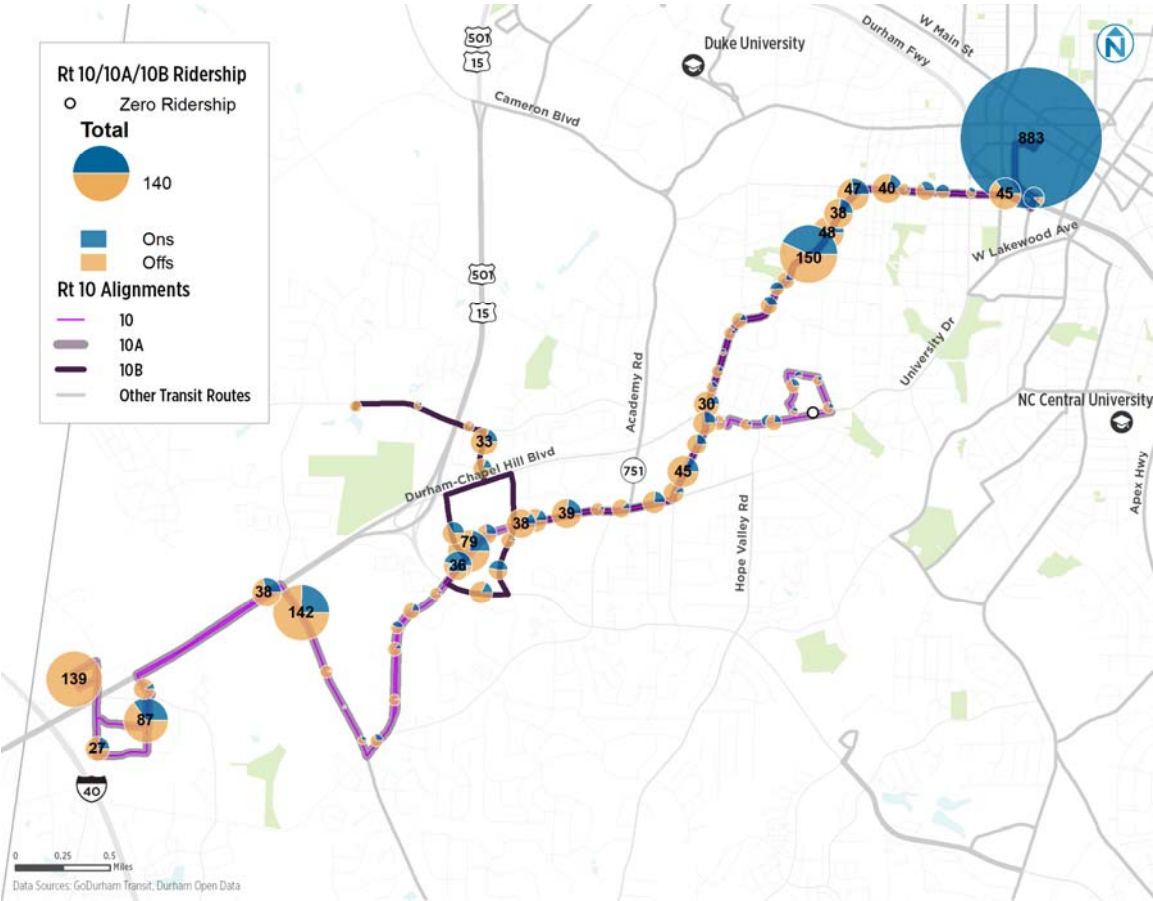 Rt 10/10A/10B Ridership
Zero Ridership
Total
140
Ons
Offs
Rt 10 Alignments
10
10A
10B
Other Transit Routes
501
15
Duke University
W Main St
Durham Fwy
N
Cameron Blvd
883
47
40
45
38
48
150
W Lakewood Ave
501
15
University Dr
Academy Rd
NC Central University
30
33
Durham-Chapel Hill Blvd
751
45
Apex Hwy
Hope Valley Rd
39
38
79
36
38
142
139
87
27
40
0 0.25 0.5
Miles
Data Sources: GoDurham Transit, Durham Open Data